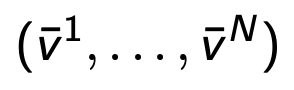 (v̄¹, . . . , v̄ᴺ)